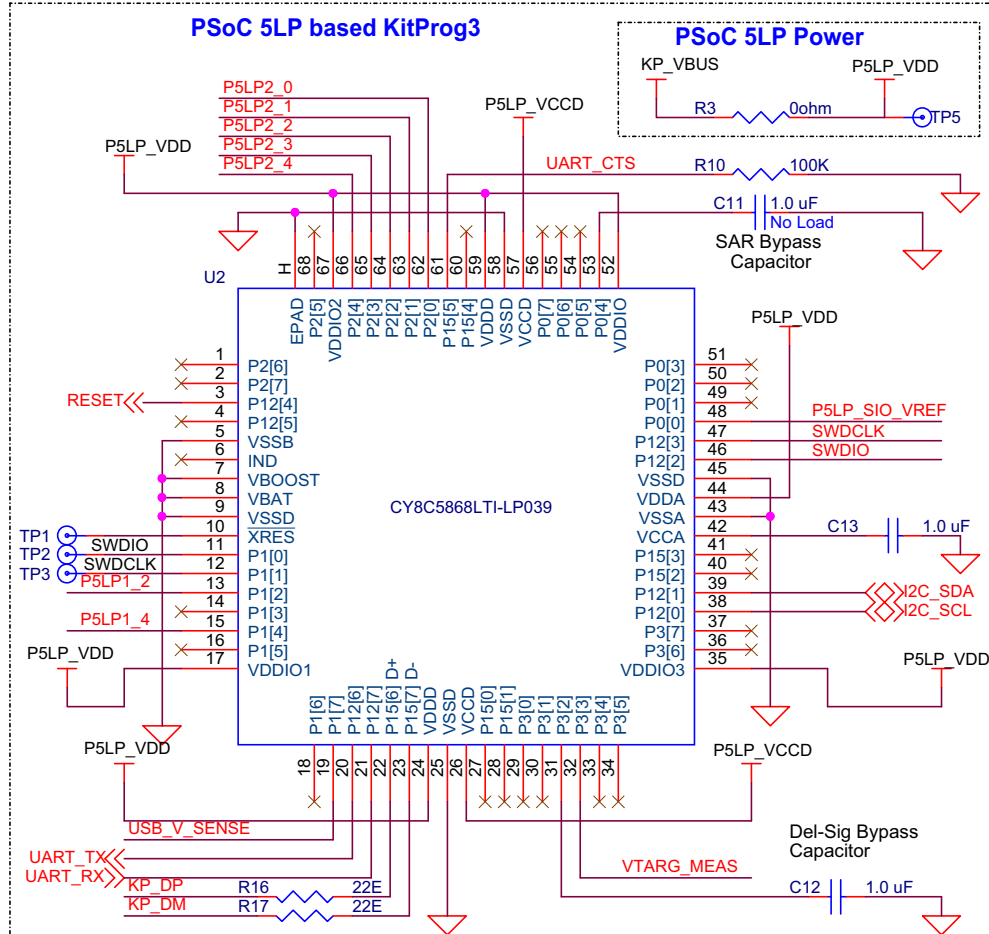 PSoC 5LP based KitProg3
PSoC 5LP Power
KP_VBUS
P5LP_VDD
R3
0ohm
TP5
P5LP2_0
P5LP2_1
P5LP2_2
P5LP2_3
P5LP2_4
P5LP_VDD
P5LP_VCCD
UART_CTS
R10
100K
C11
1.0 uF
No Load
SAR Bypass
Capacitor
U2
H
68
67
66
65
64
63
62
61
60
59
58
57
56
55
54
53
52
EPAD
P2[5]
VDDIO2
P2[4]
P2[3]
P2[2]
P2[1]
P2[0]
P15[5]
P15[4]
VDDD
VSSD
VCCD
P0[7]
P0[6]
P0[5]
P0[4]
VDDIO
P5LP_VDD
1 P2[6]
2 P2[7]
RESET 3 P12[4]
4 P12[5]
5 VSSB
6 IND
7 VBOOST
8 VBAT
9 VSSD
TP1 10 XRES
TP2 SWDIO 11 P1[0]
TP3 SWDCLK 12 P1[1]
P5LP1_2 13 P1[2]
14 P1[3]
P5LP1_4 15 P1[4]
16 P1[5]
P5LP_VDD 17 VDDIO1
CY8C5868LTI-LP039
P0[3] 51
P0[2] 50
P0[1] 49
P0[0] 48 P5LP_SIO_VREF
P12[3] 47 SWDCLK
P12[2] 46 SWDIO
VSSD 45
VDDA 44
VSSA 43
VCCA 42 C13 1.0 uF
P15[3] 41
P15[2] 40
P12[1] 39 I2C_SDA
P12[0] 38 I2C_SCL
P3[7] 37
P3[6] 36
VDDIO3 35 P5LP_VDD
P1[6]
P1[7]
P12[6]
P12[7]
P15[6] D+
P15[7] D-
VDDD
VSSD
VCCD
P15[0]
P15[1]
P3[0]
P3[1]
P3[2]
P3[3]
P3[4]
P3[5]
18
19
20
21
22
23
24
25
26
27
28
29
30
31
32
33
34
P5LP_VDD
P5LP_VCCD
USB_V_SENSE
UART_TX
UART_RX
KP_DP
R16
22E
KP_DM
R17
22E
VTARG_MEAS
Del-Sig Bypass
Capacitor
C12
1.0 uF